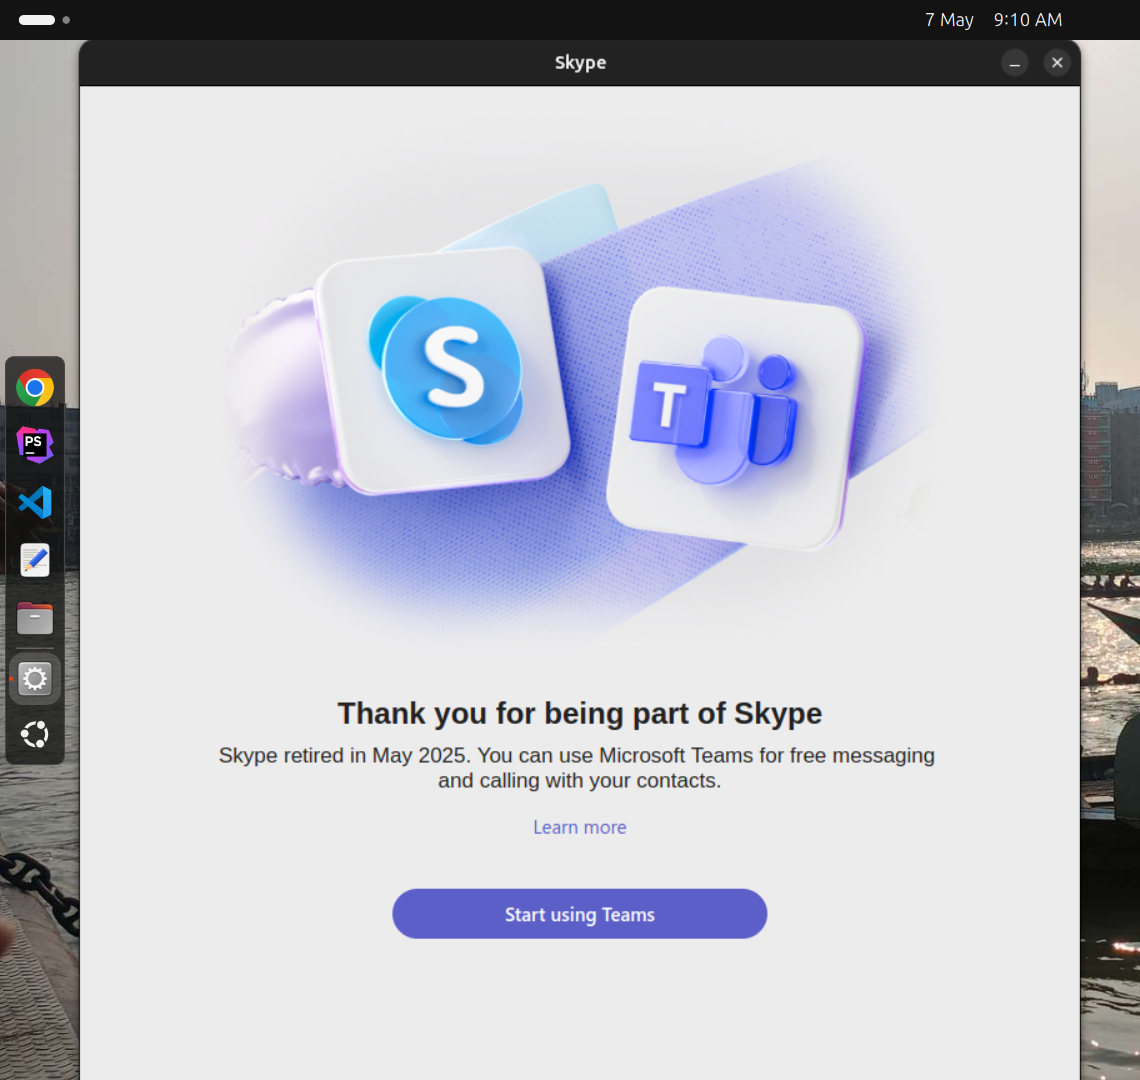 7 May 9:10 AM
Skype
S
T
PS
Thank you for being part of Skype
Skype retired in May 2025. You can use Microsoft Teams for free messaging
and calling with your contacts.
Learn more
Start using Teams